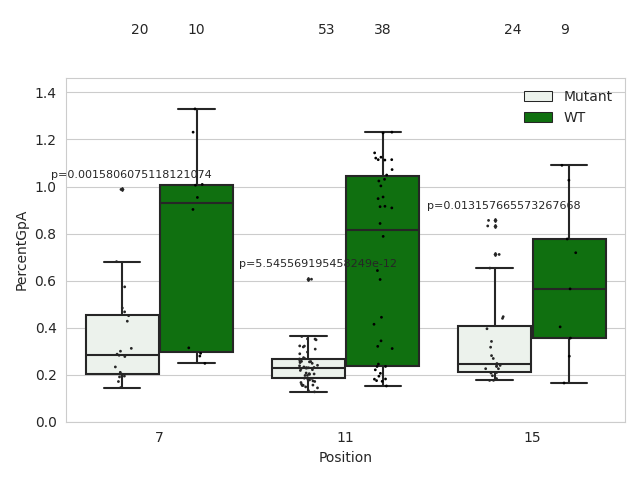 20 10 53 38 24 9
1.4
1.2
1.0
0.8
0.6
0.4
0.2
0.0
PercentGpA
Mutant
WT
p=0.0015806075118121074
p=0.013157665573267668
p=5.545569195458249e-12
7 11 15
Position